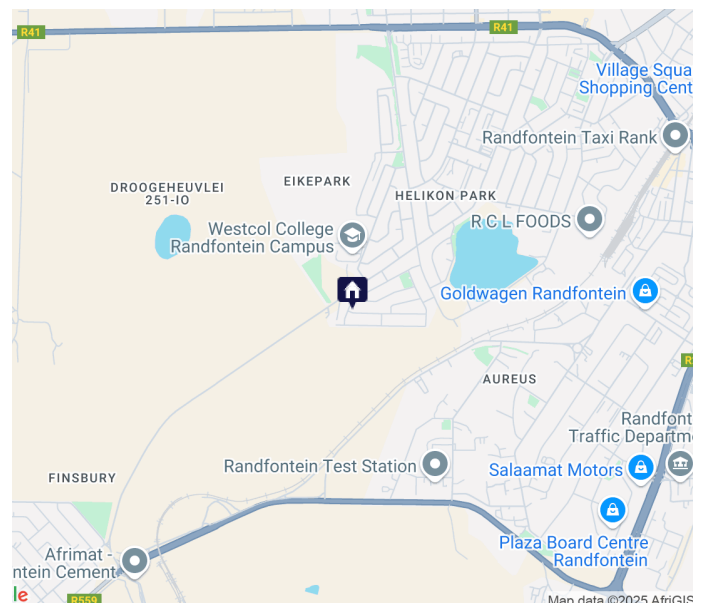 R41
R41
Village Squa
Shopping Cent
Randfontein Taxi Rank
DROOGEHEUVLEI
251-IO
EIKEPARK
HELIKON PARK
R C L FOODS
Westcol College
Randfontein Campus
Goldwagen Randfontein
R
AUREUS
Randfont
Traffic Departm
Randfontein Test Station
Salaamat Motors
FINSBURY
Plaza Board Centre
Randfontein
Afrimat -
ntein Cement
le
R559
Map data ©2025 AfriGIS